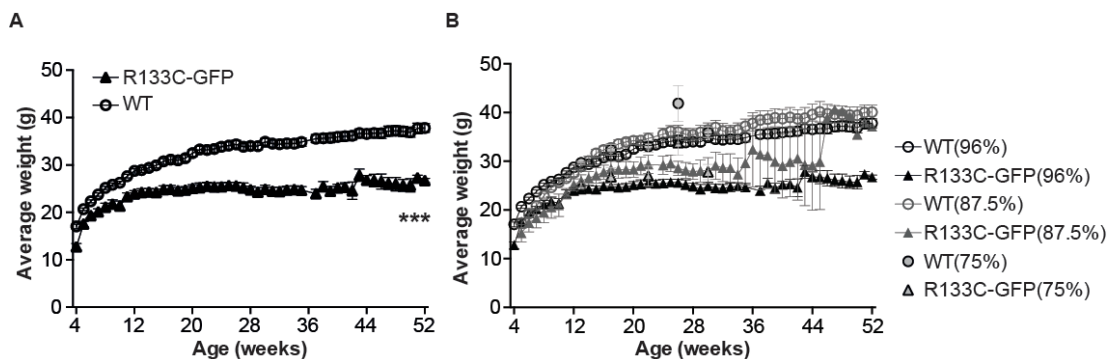 A
R133C-GFP
WT
Average weight (g)
50
40
30
20
10
0
***
4 12 20 28 36 44 52
Age (weeks)
B
Average weight (g)
50
40
30
20
10
0
4 12 20 28 36 44 52
Age (weeks)
WT(96%)
R133C-GFP(96%)
WT(87.5%)
R133C-GFP(87.5%)
WT(75%)
R133C-GFP(75%)